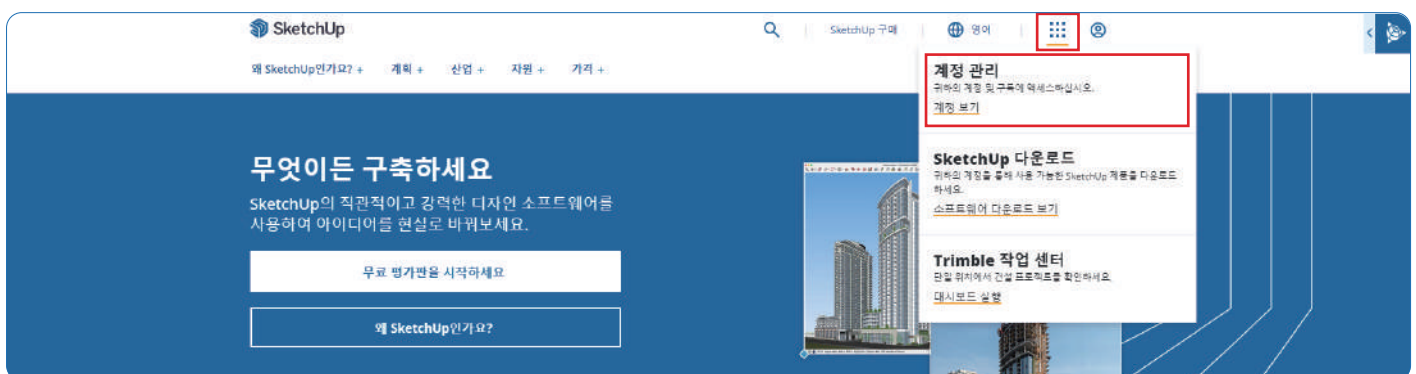 SketchUp
SketchUp 구매
영어
왜 SketchUp인가요? +
계획 +
산업 +
자원 +
가격 +
계정 관리
귀하의 계정 및 구독에 액세스하십시오.
계정 보기
SketchUp 다운로드
귀하의 계정을 통해 사용 가능한 SketchUp 제품을 다운로드
하세요.
소프트웨어 다운로드 보기
Trimble 작업 센터
단일 위치에서 건설 프로젝트를 확인하세요
대시보드 실행
무엇이든 구축하세요
SketchUp의 직관적이고 강력한 디자인 소프트웨어를
사용하여 아이디어를 현실로 바꿔보세요.
무료 평가판을 시작하세요
왜 SketchUp인가요?